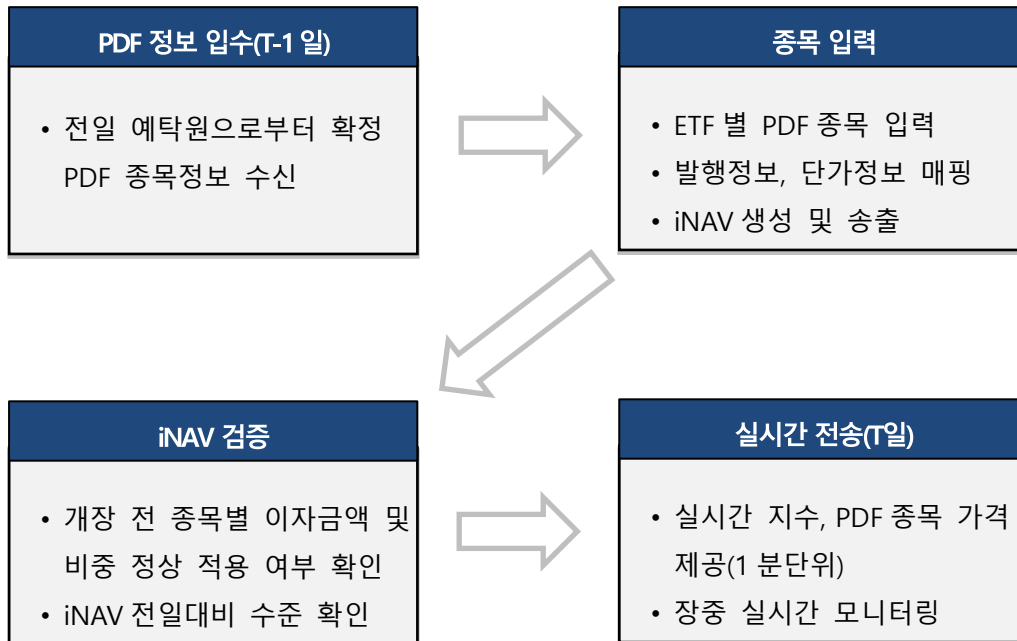 PDF 정보 입수(T-1 일)
• 전일 예탁원으로부터 확정
PDF 종목정보 수신
종목 입력
• ETF 별 PDF 종목 입력
• 발행정보, 단가정보 매핑
• iNAV 생성 및 송출
iNAV 검증
• 개장 전 종목별 이자금액 및
비중 정상 적용 여부 확인
• iNAV 전일대비 수준 확인
실시간 전송(T일)
• 실시간 지수, PDF 종목 가격
제공(1 분단위)
• 장중 실시간 모니터링